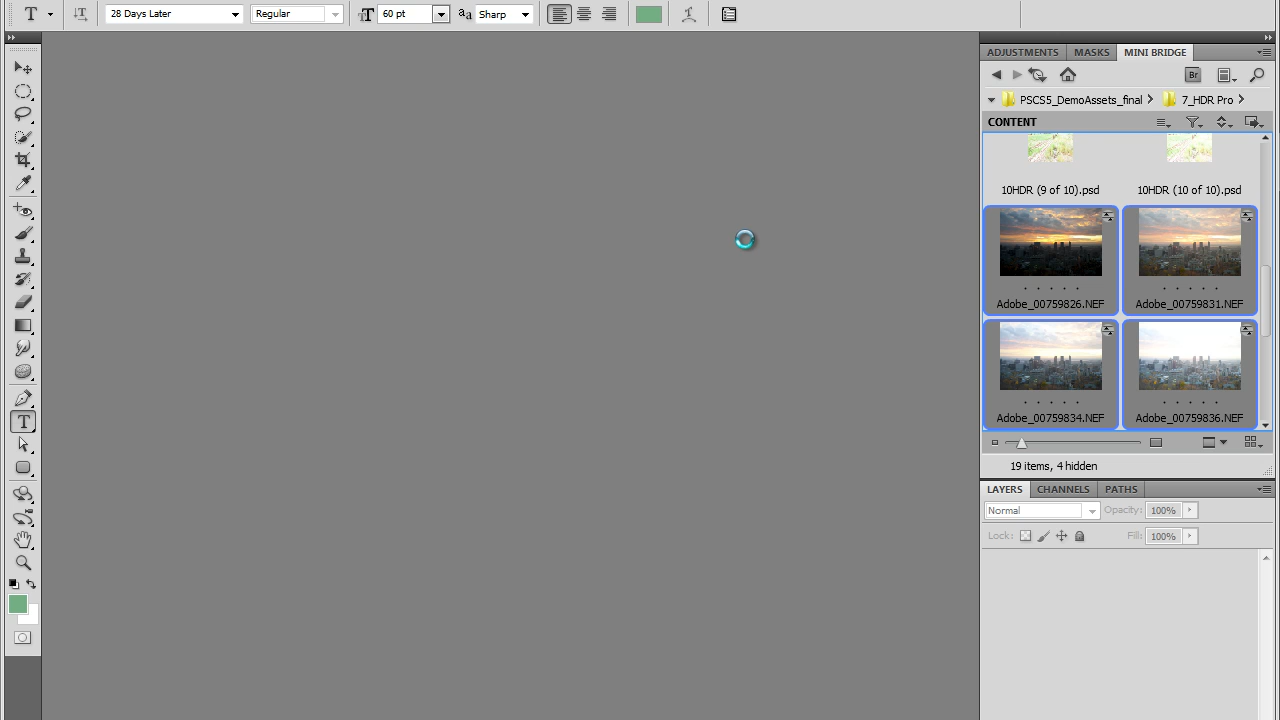 T 28 Days Later Regular 60 pt aa Sharp
ADJUSTMENTS MASKS MINI BRIDGE
Br
PSCS5_DemoAssets_final 7_HDR Pro
CONTENT
10HDR (9 of 10).psd 10HDR (10 of 10).psd
Adobe_00759826.NEF Adobe_00759831.NEF
Adobe_00759834.NEF Adobe_00759836.NEF
19 items, 4 hidden
LAYERS CHANNELS PATHS
Normal Opacity: 100%
Lock: Fill: 100%